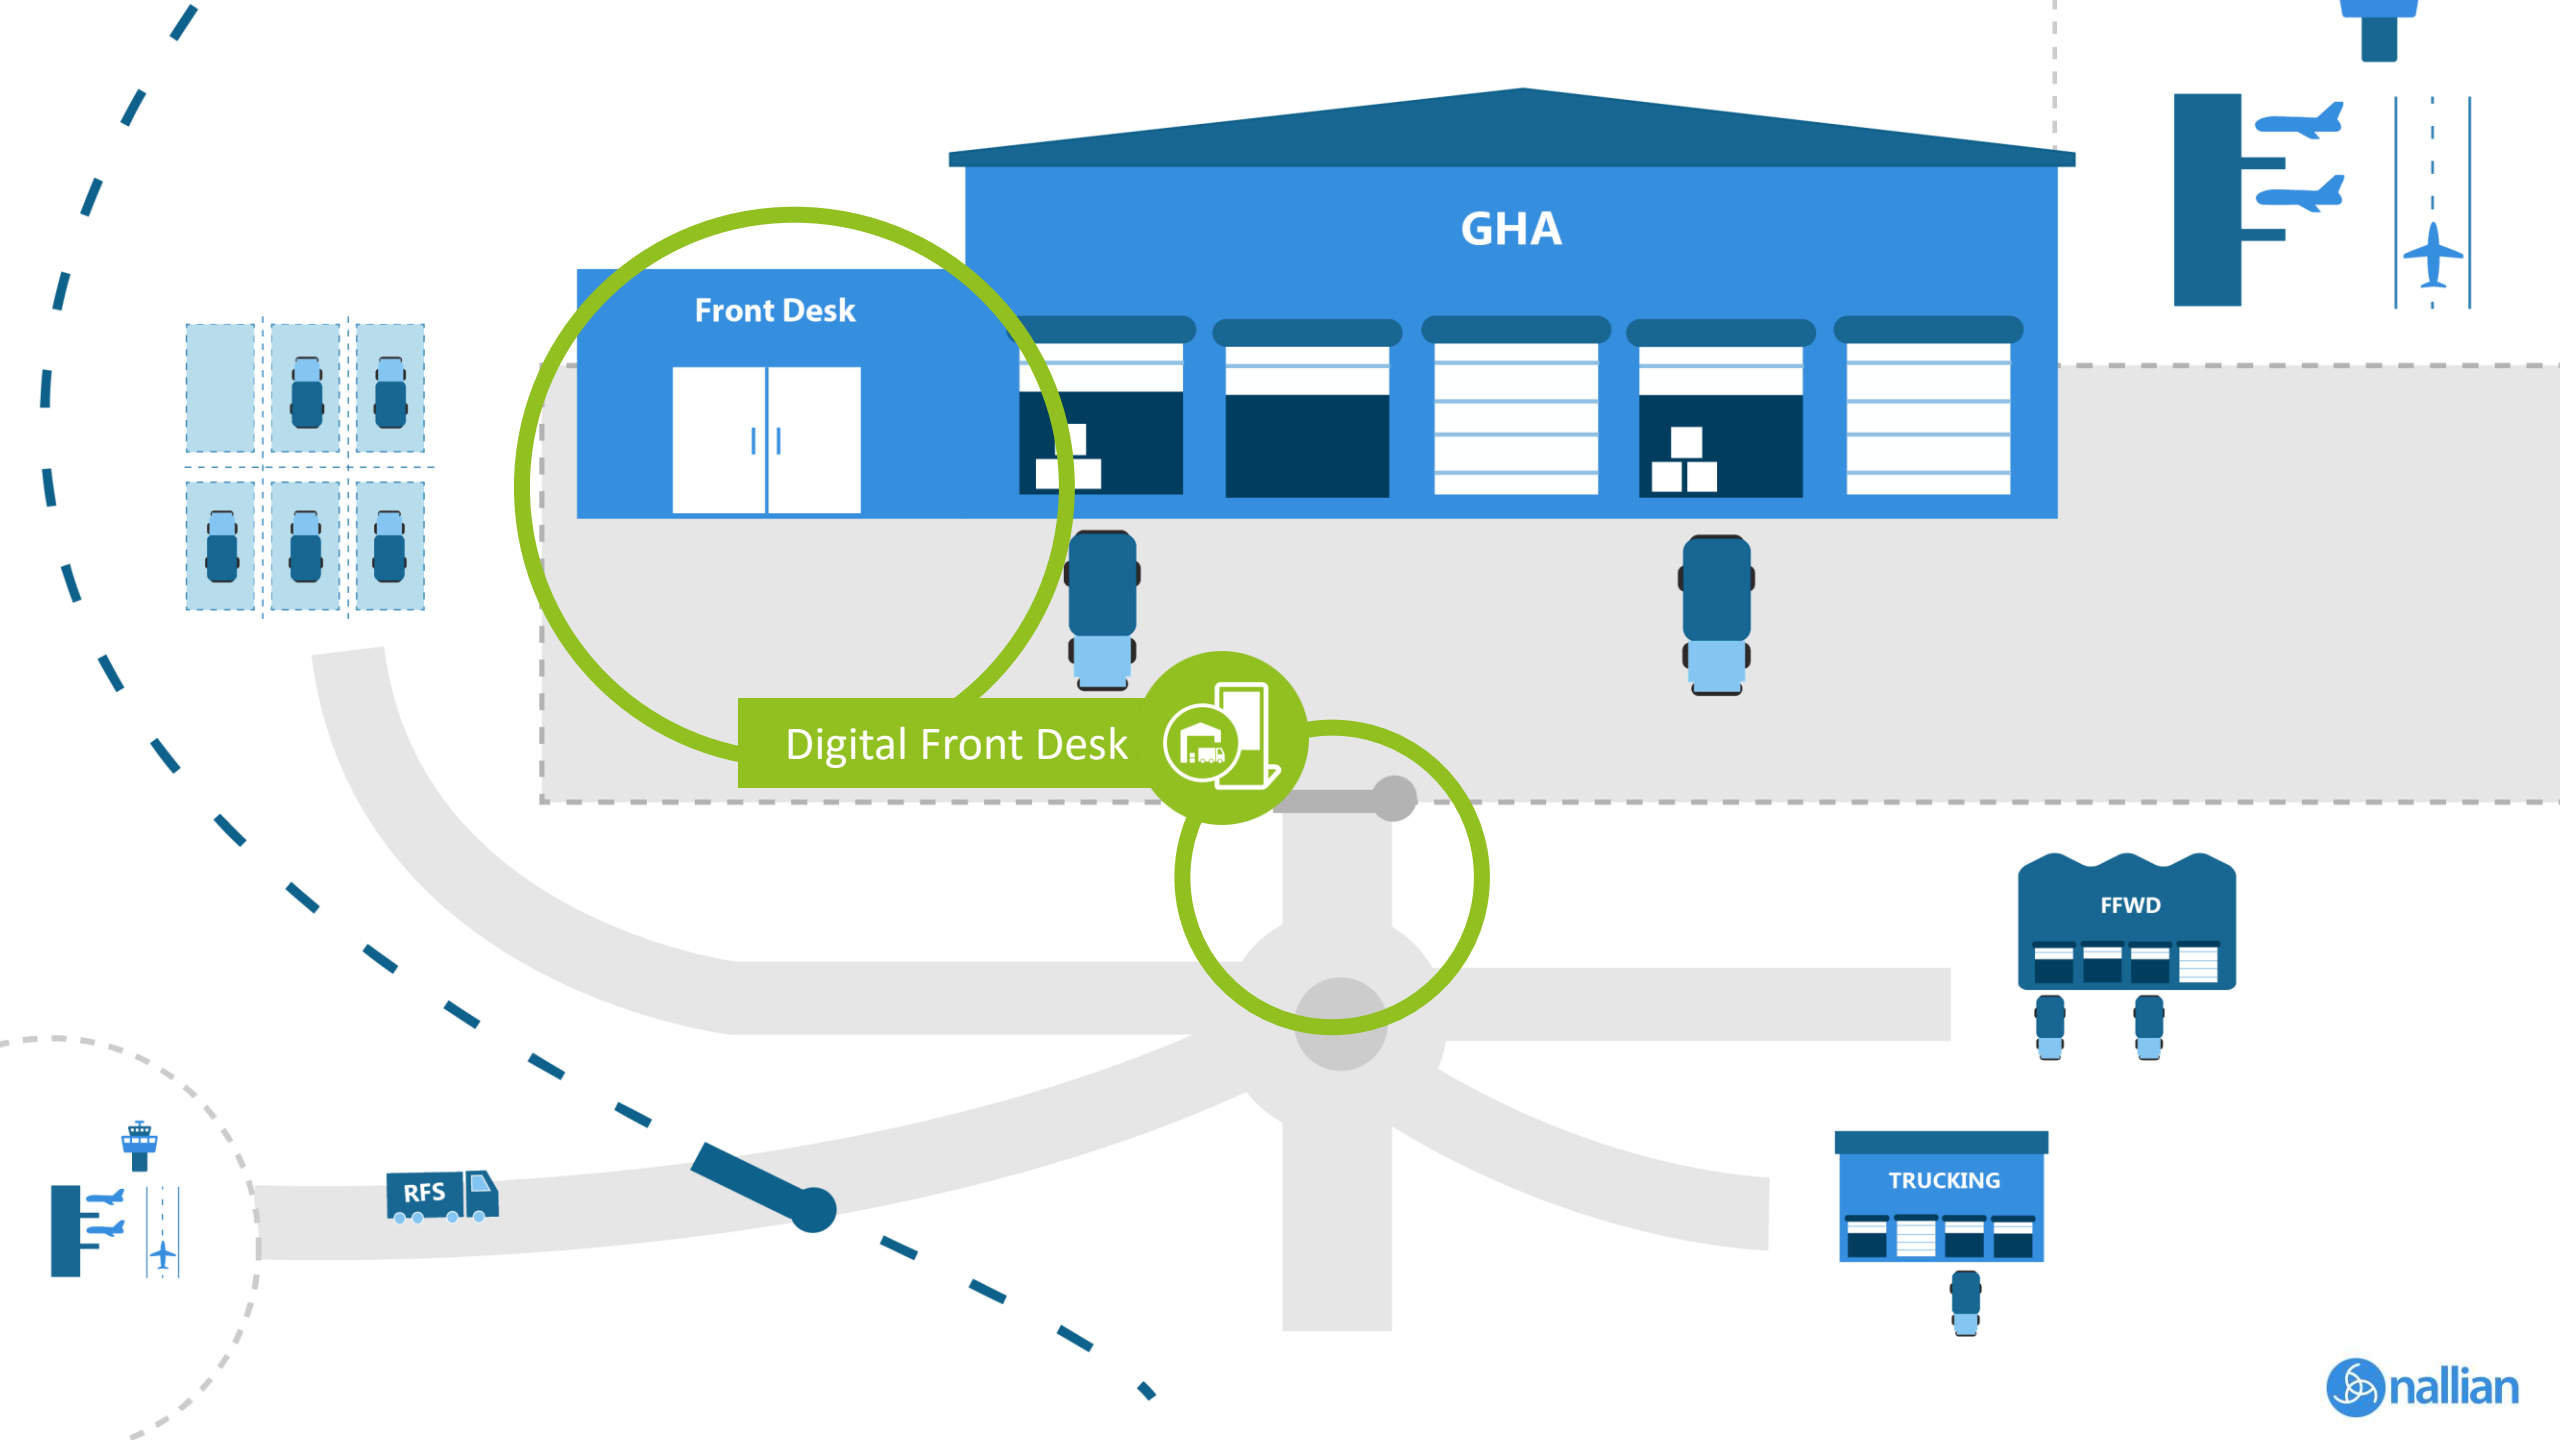 GHA
Front Desk
Digital Front Desk
FFWD
TRUCKING
RFS
nallian